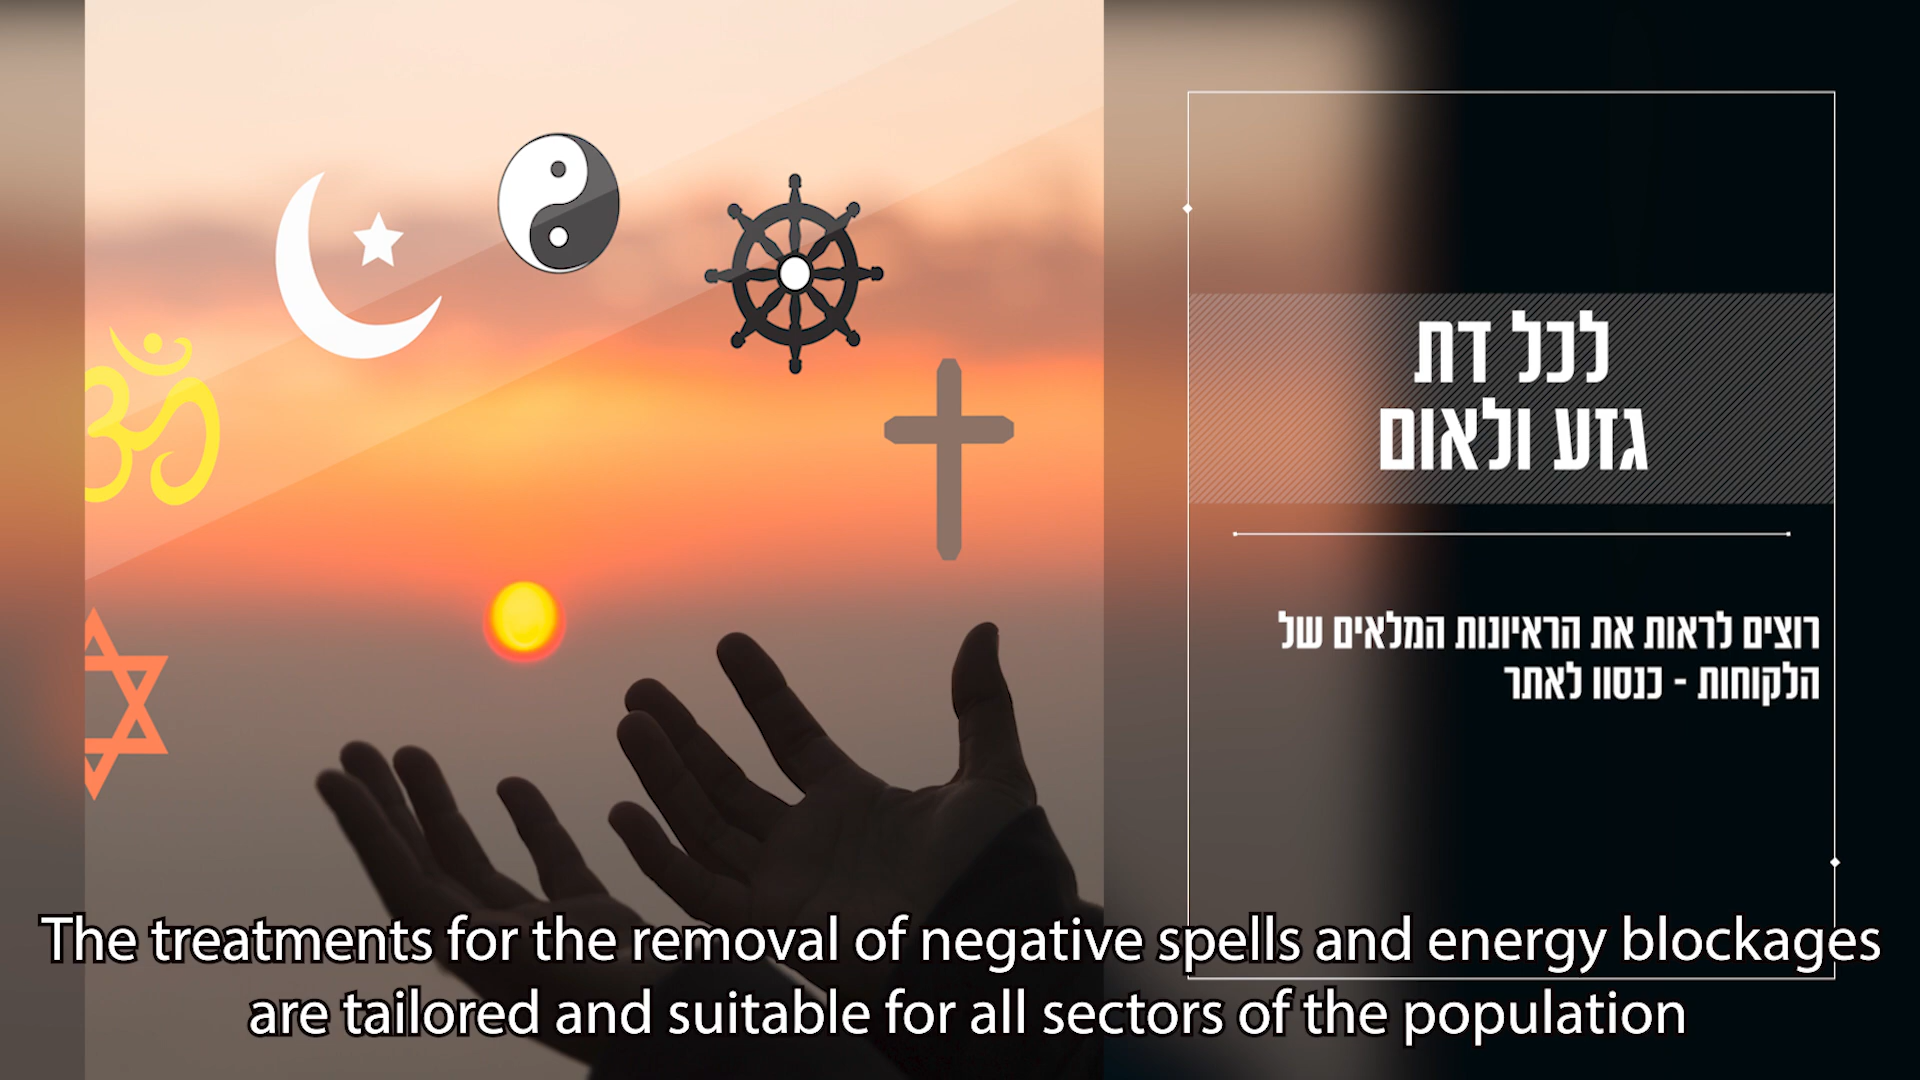 לכל דת
גזע ולאום
רוצים לראות את הראיונות המלאים של
הלקוחות - כנסוו לאתר
The treatments for the removal of negative spells and energy blockages
are tailored and suitable for all sectors of the population